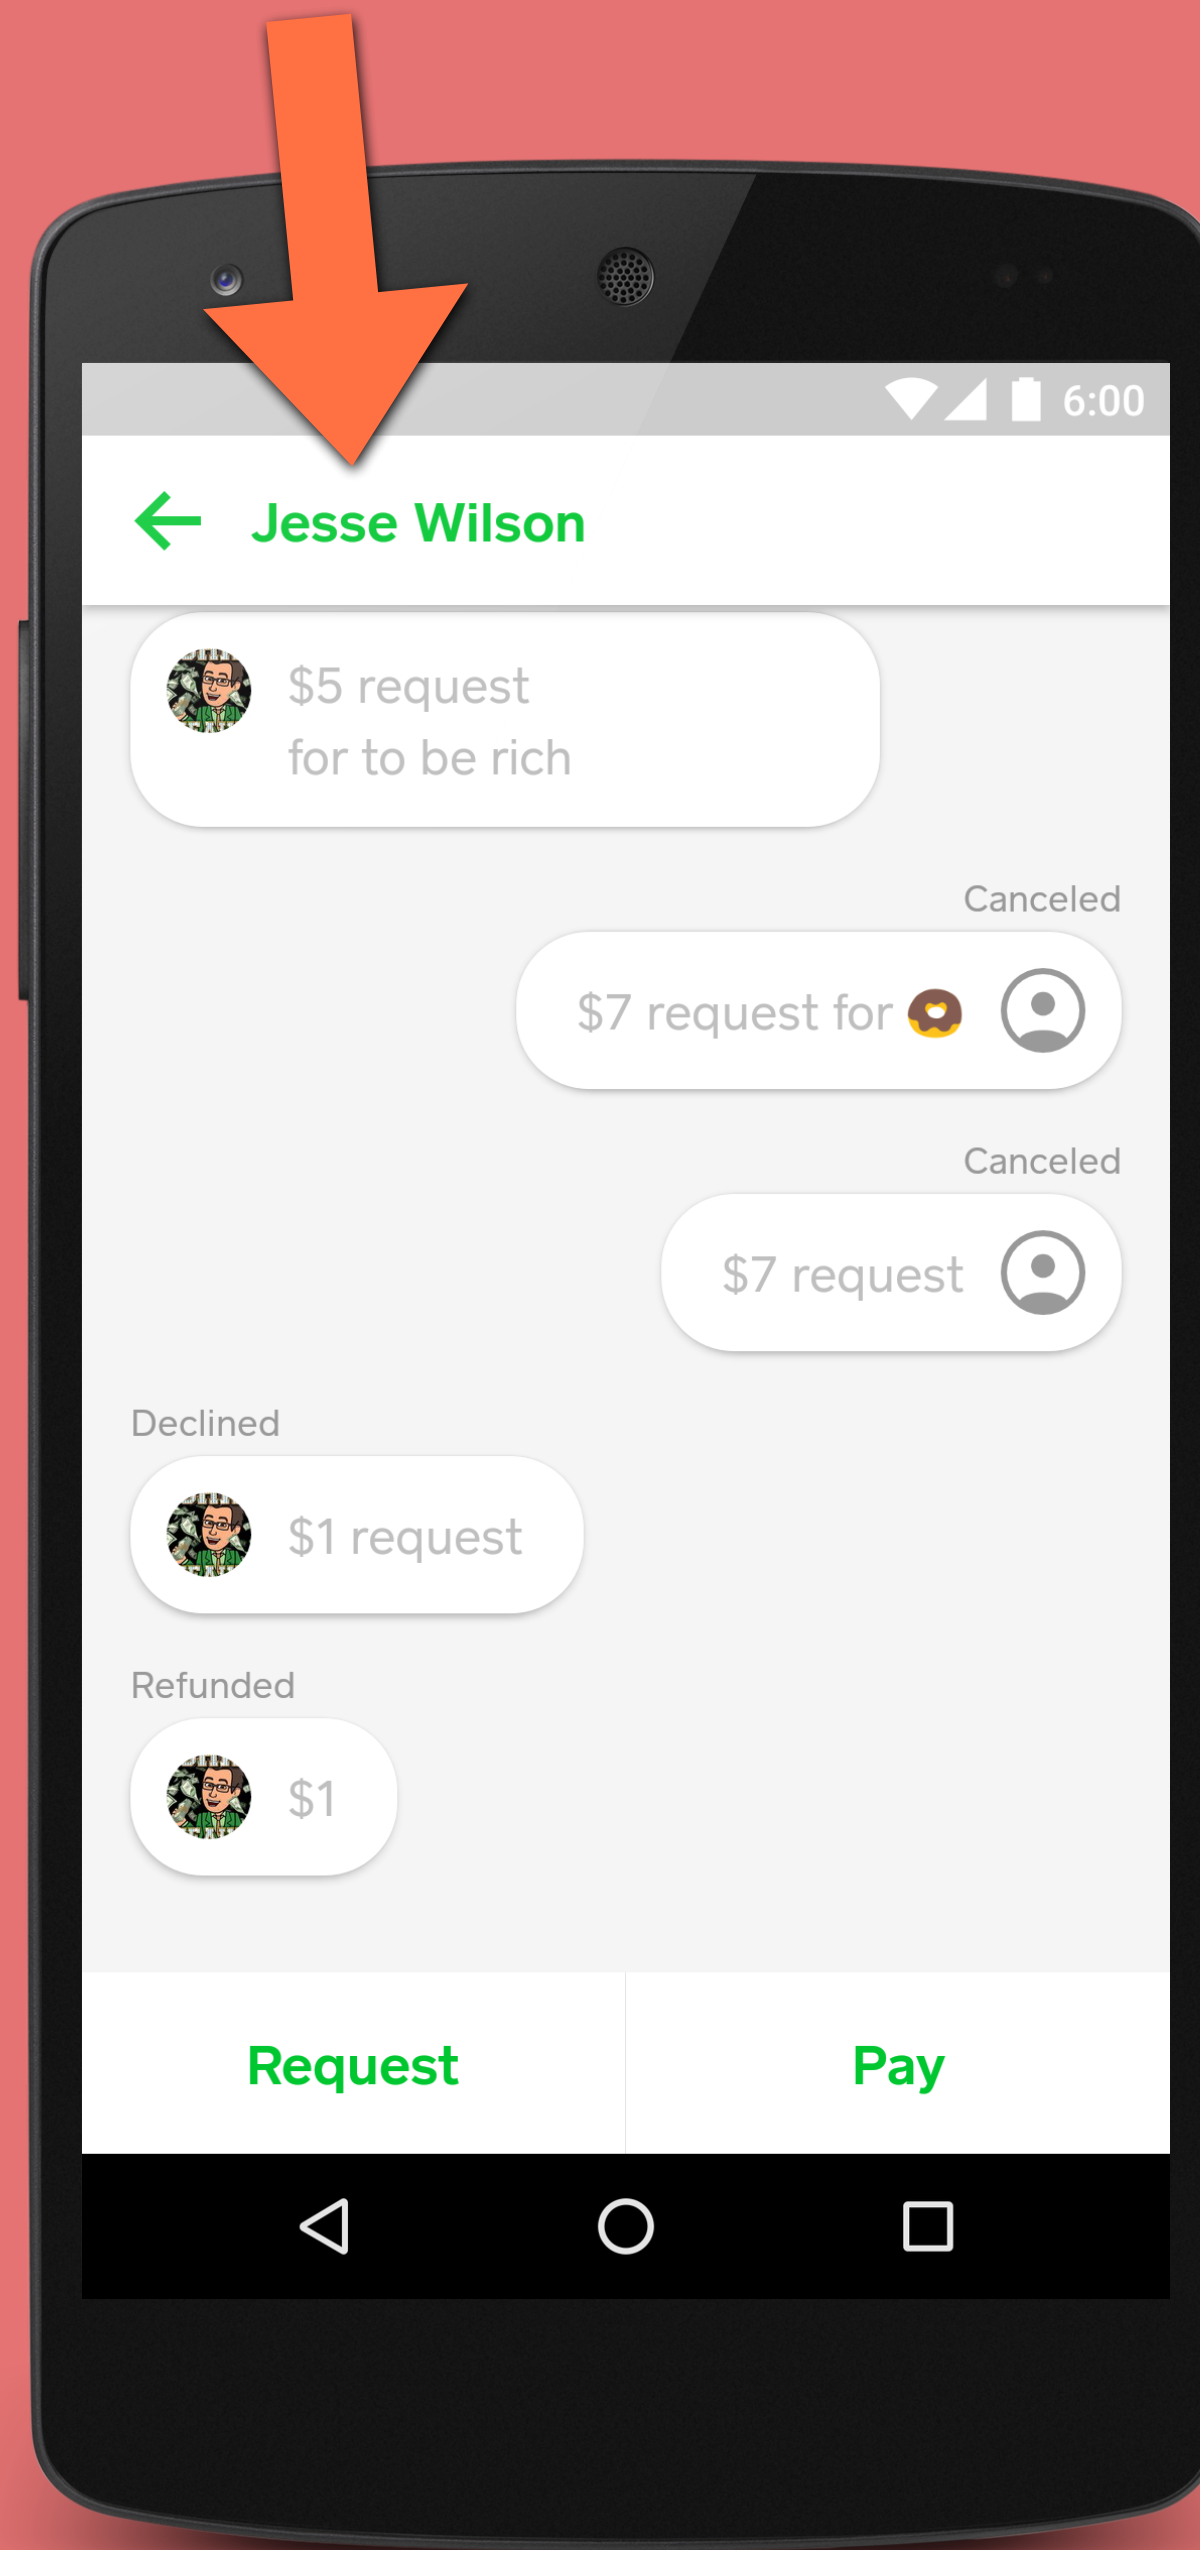 6:00
Jesse Wilson
$5 request
for to be rich
Canceled
$7 request for 🍩
Canceled
$7 request
Declined
$1 request
Refunded
$1
Request
Pay